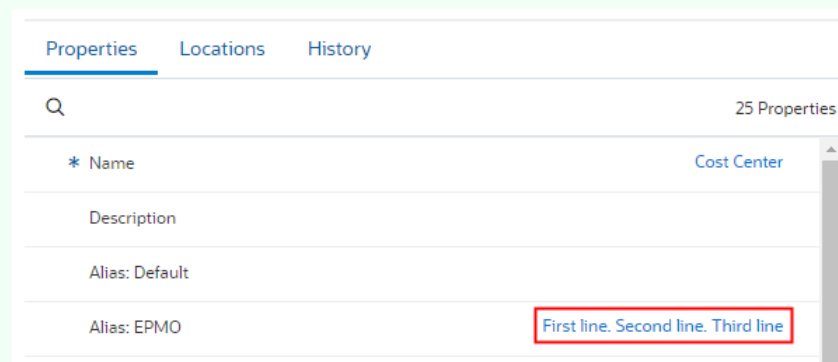 Properties Locations History
25 Properties
* Name Cost Center
Description
Alias: Default
Alias: EPMO First line. Second line. Third line